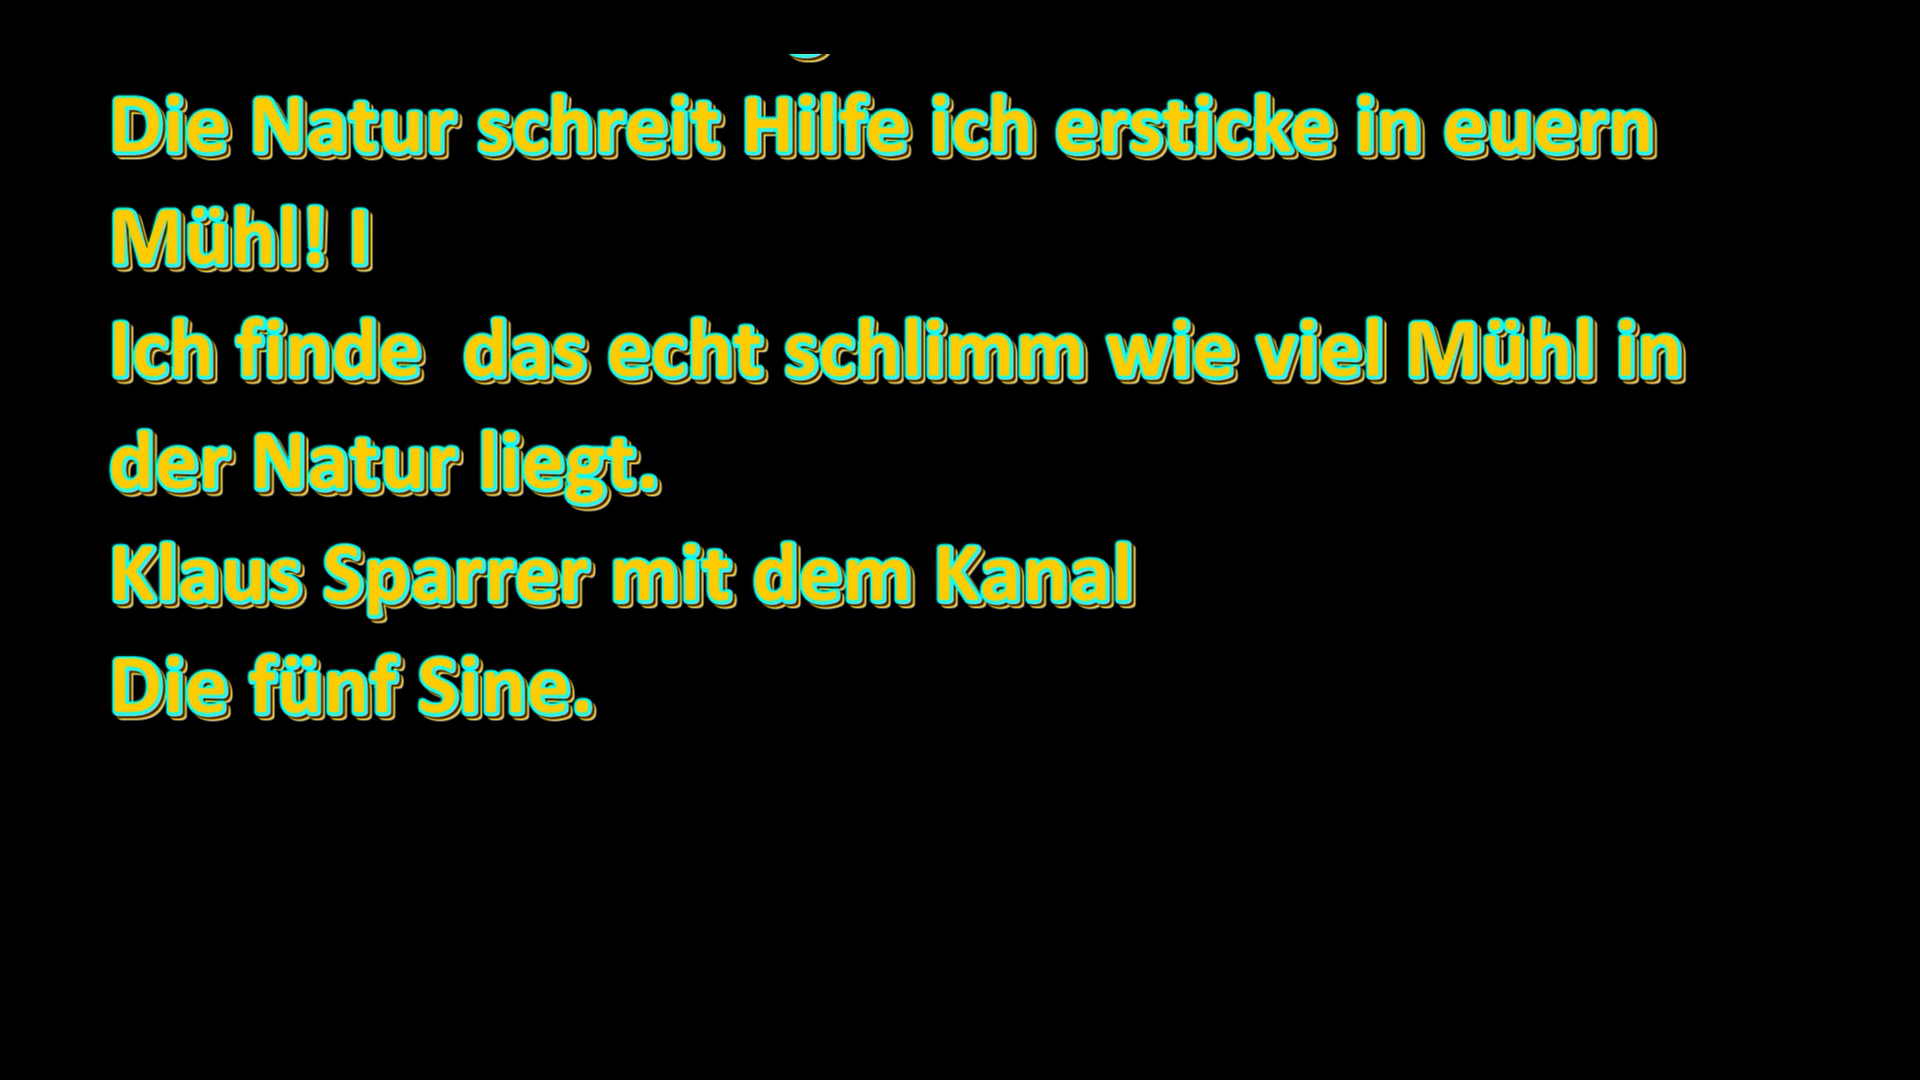 Die Natur schreit Hilfe ich ersticke in euern
Mühl! I
Ich finde  das echt schlimm wie viel Mühl in
der Natur liegt.
Klaus Sparrer mit dem Kanal
Die fünf Sine.